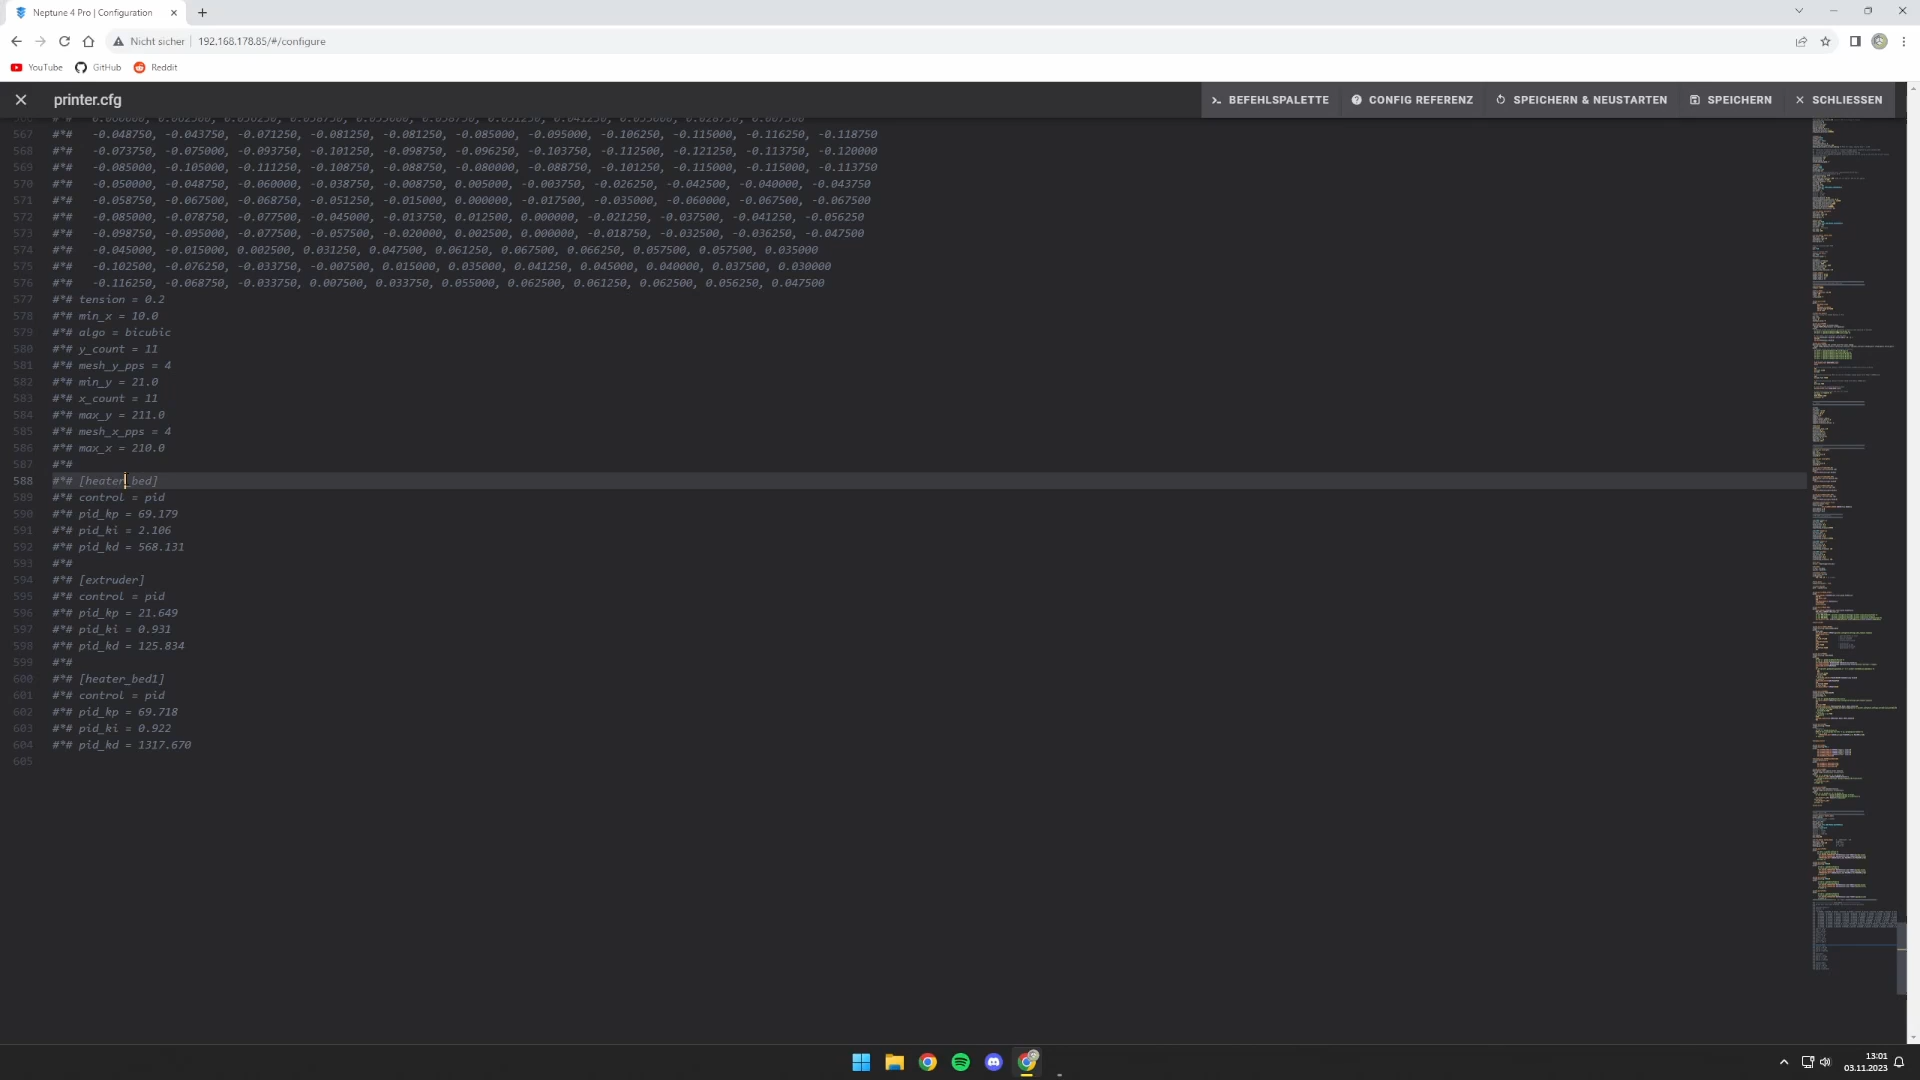 Neptune 4 Pro | Configuration
Nicht sicher 192.168.178.85/#/configure
YouTube GitHub Reddit
printer.cfg BEFEHLSPALETTE CONFIG REFERENZ SPEICHERN & NEUSTARTEN SPEICHERN SCHLIESSEN
567 #*# -0.048750, -0.043750, -0.071250, -0.081250, -0.081250, -0.085000, -0.095000, -0.106250, -0.115000, -0.116250, -0.118750
568 #*# -0.073750, -0.075000, -0.093750, -0.101250, -0.098750, -0.096250, -0.103750, -0.112500, -0.121250, -0.113750, -0.120000
569 #*# -0.085000, -0.105000, -0.111250, -0.108750, -0.088750, -0.080000, -0.088750, -0.101250, -0.115000, -0.115000, -0.113750
570 #*# -0.050000, -0.048750, -0.060000, -0.038750, -0.008750, 0.005000, -0.003750, -0.026250, -0.042500, -0.040000, -0.043750
571 #*# -0.058750, -0.067500, -0.068750, -0.051250, -0.015000, 0.000000, -0.017500, -0.035000, -0.060000, -0.067500, -0.067500
572 #*# -0.085000, -0.078750, -0.077500, -0.045000, -0.013750, 0.012500, 0.000000, -0.021250, -0.037500, -0.041250, -0.056250
573 #*# -0.098750, -0.095000, -0.077500, -0.057500, -0.020000, 0.002500, 0.000000, -0.018750, -0.032500, -0.036250, -0.047500
574 #*# -0.045000, -0.015000, 0.002500, 0.031250, 0.047500, 0.061250, 0.067500, 0.066250, 0.057500, 0.057500, 0.035000
575 #*# -0.102500, -0.076250, -0.033750, -0.007500, 0.015000, 0.035000, 0.041250, 0.045000, 0.040000, 0.037500, 0.030000
576 #*# -0.116250, -0.068750, -0.033750, 0.007500, 0.033750, 0.055000, 0.062500, 0.061250, 0.062500, 0.056250, 0.047500
577 #*# tension = 0.2
578 #*# min_x = 10.0
579 #*# algo = bicubic
580 #*# y_count = 11
581 #*# mesh_y_pps = 4
582 #*# min_y = 21.0
583 #*# x_count = 11
584 #*# max_y = 211.0
585 #*# mesh_x_pps = 4
586 #*# max_x = 210.0
587 #*#
588 #*# [heater_bed]
589 #*# control = pid
590 #*# pid_kp = 69.179
591 #*# pid_ki = 2.106
592 #*# pid_kd = 568.131
593 #*#
594 #*# [extruder]
595 #*# control = pid
596 #*# pid_kp = 21.649
597 #*# pid_ki = 0.931
598 #*# pid_kd = 125.834
599 #*#
600 #*# [heater_bed1]
601 #*# control = pid
602 #*# pid_kp = 69.718
603 #*# pid_ki = 0.922
604 #*# pid_kd = 1317.670
605
13:01
03.11.2023